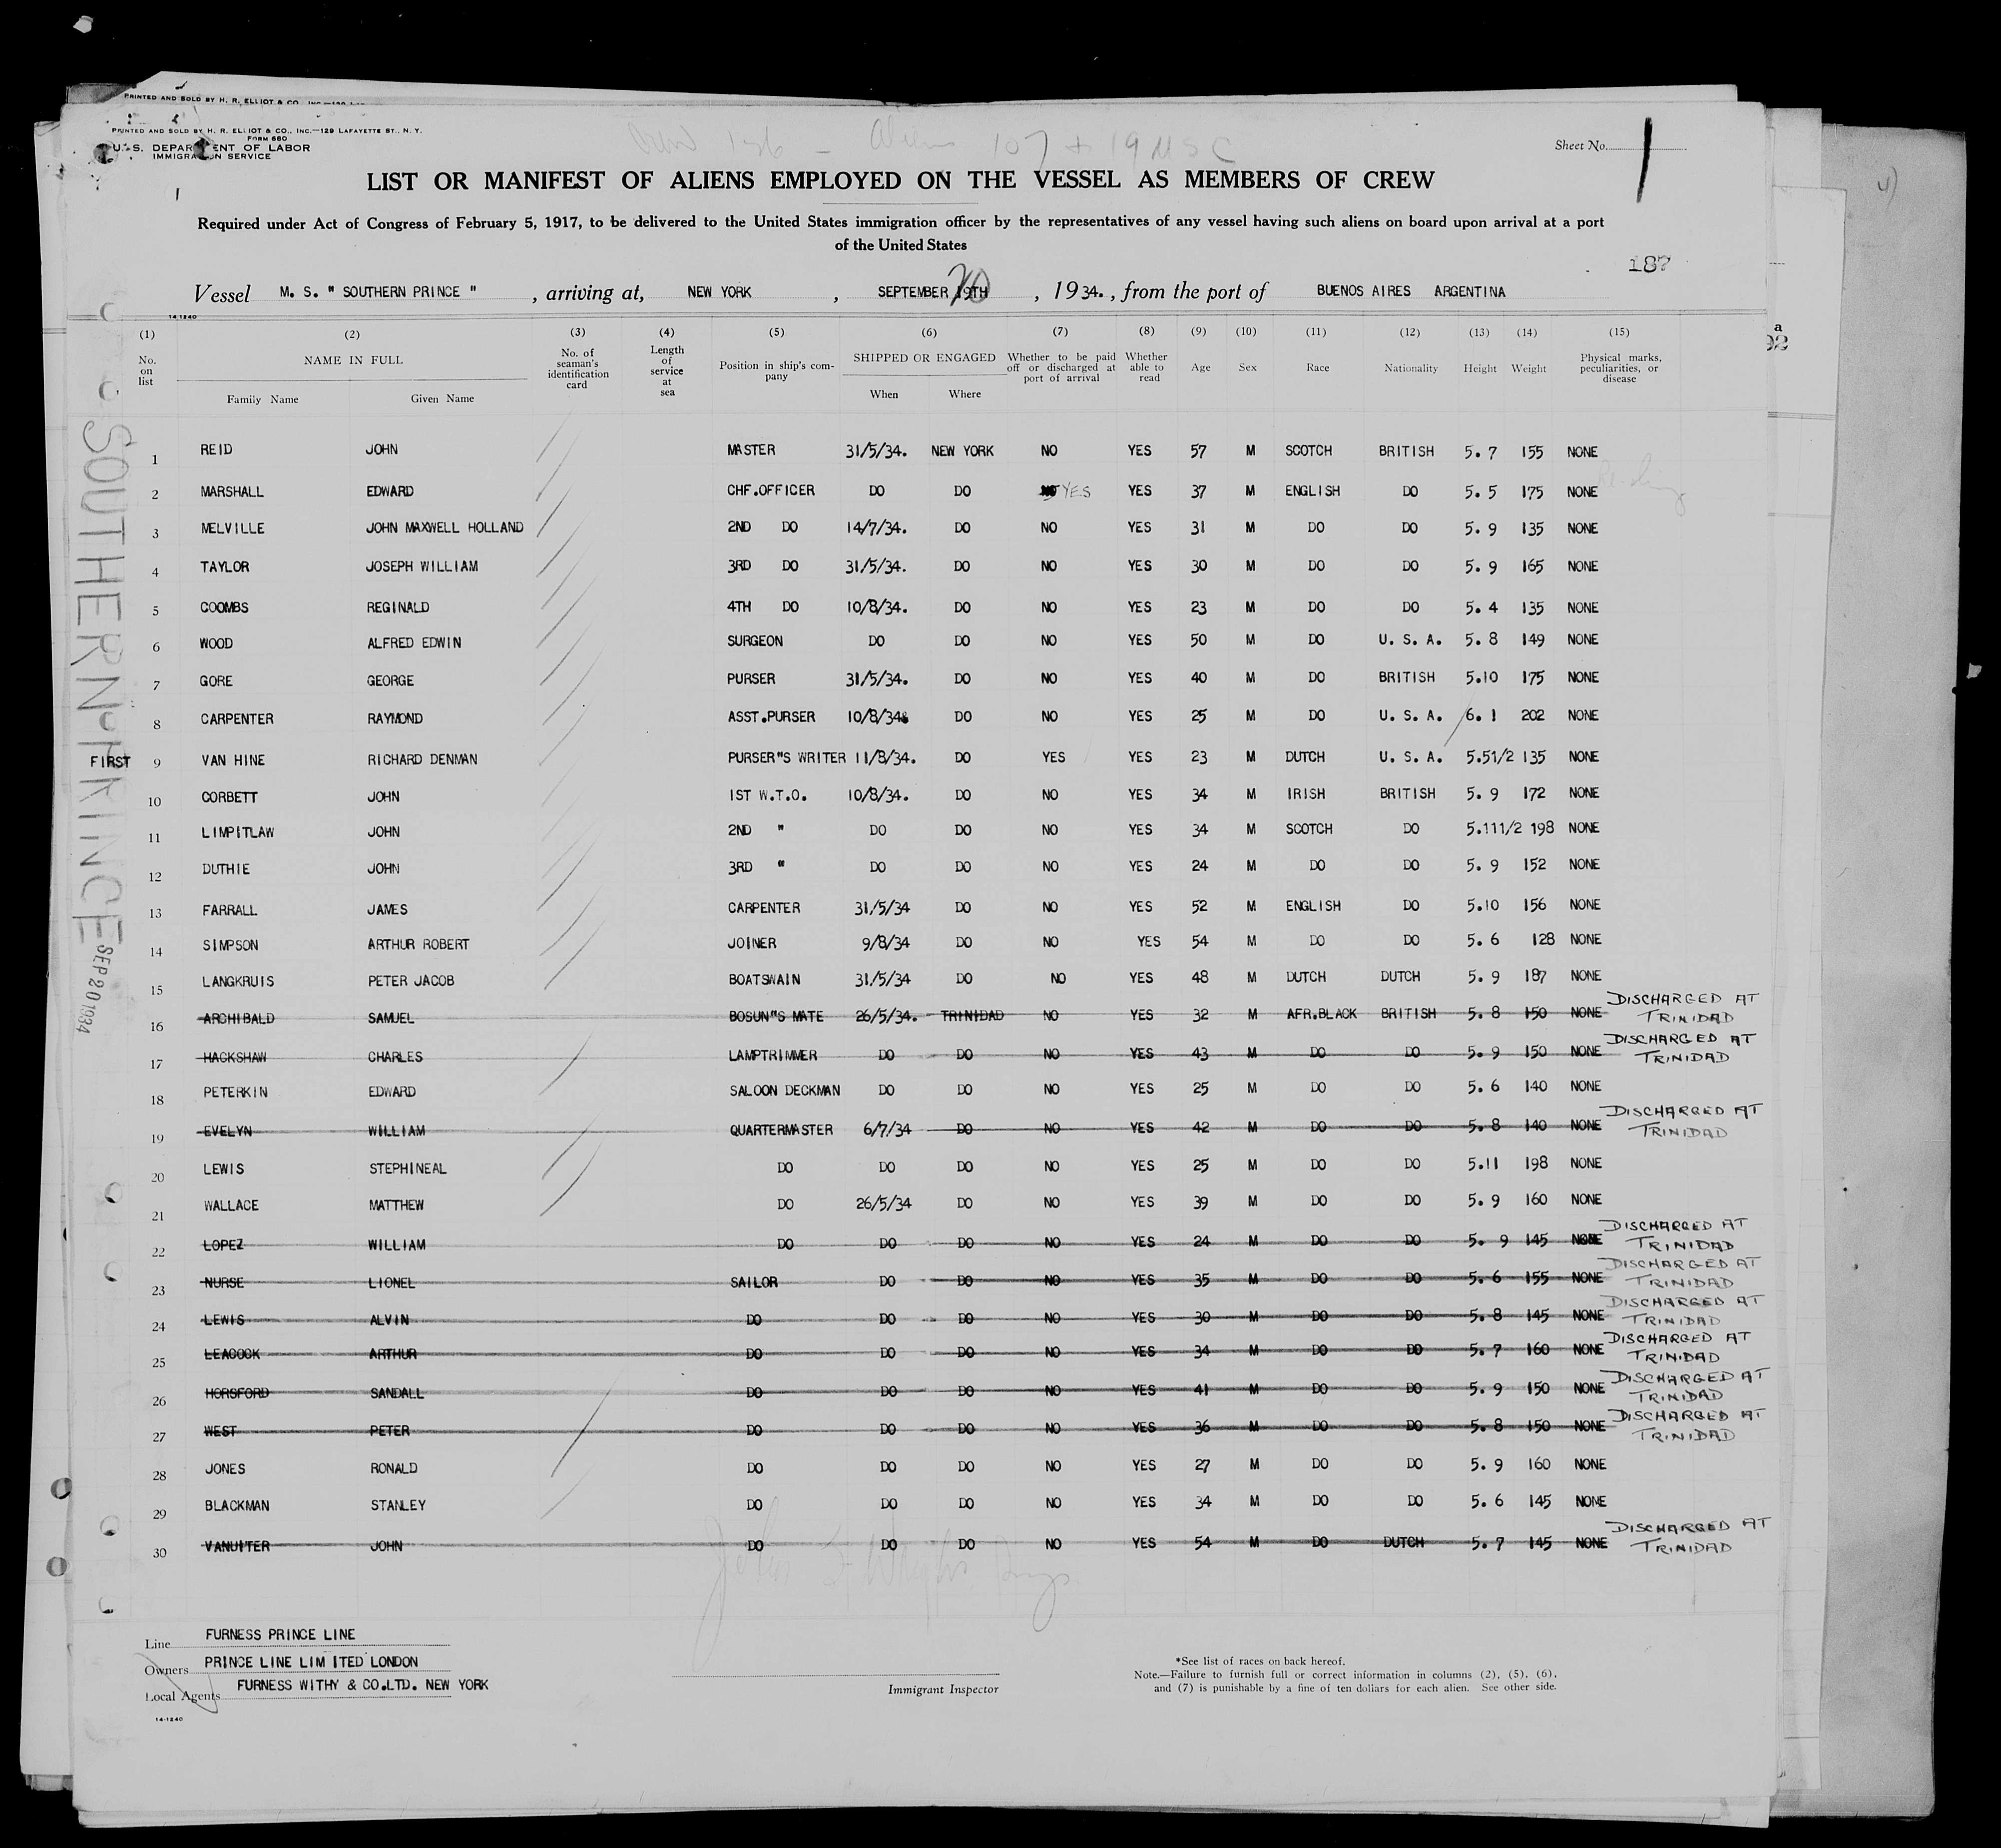 PRINTED AND SOLD BY H. R. ELLIOT & CO., INC.
PRINTED AND SOLD BY H. R. ELLIOT & CO., INC.—129 LAFAYETTE ST., N. Y.
FORM 680
U. S. DEPARTMENT OF LABOR
IMMIGRATION SERVICE
107 + 19 USC
Sheet No. 1
LIST OR MANIFEST OF ALIENS EMPLOYED ON THE VESSEL AS MEMBERS OF CREW
Required under Act of Congress of February 5, 1917, to be delivered to the United States immigration officer by the representatives of any vessel having such aliens on board upon arrival at a port
of the United States
187
Vessel M. S. " SOUTHERN PRINCE " , arriving at, NEW YORK , SEPTEMBER 19TH 20 , 1934. , from the port of BUENOS AIRES ARGENTINA
14-1240
(1) (2) (3) (4) (5) (6) (7) (8) (9) (10) (11) (12) (13) (14) (15)
No. on list NAME IN FULL Family Name Given Name No. of seaman's identification card Length of service at sea Position in ship's company SHIPPED OR ENGAGED When Where Whether to be paid off or discharged at port of arrival Whether able to read Age Sex Race Nationality Height Weight Physical marks, peculiarities, or disease
SOUTHERN PRINCE
SEP 20 1934
1 REID JOHN MASTER 31/5/34. NEW YORK NO YES 57 M SCOTCH BRITISH 5. 7 155 NONE
2 MARSHALL EDWARD CHF.OFFICER DO DO NO YES YES 37 M ENGLISH DO 5. 5 175 NONE
3 MELVILLE JOHN MAXWELL HOLLAND 2ND DO 14/7/34. DO NO YES 31 M DO DO 5. 9 135 NONE
4 TAYLOR JOSEPH WILLIAM 3RD DO 31/5/34. DO NO YES 30 M DO DO 5. 9 165 NONE
5 COOMBS REGINALD 4TH DO 10/8/34. DO NO YES 23 M DO DO 5. 4 135 NONE
6 WOOD ALFRED EDWIN SURGEON DO DO NO YES 50 M DO U. S. A. 5. 8 149 NONE
7 GORE GEORGE PURSER 31/5/34. DO NO YES 40 M DO BRITISH 5.10 175 NONE
8 CARPENTER RAYMOND ASST.PURSER 10/8/34. DO NO YES 25 M DO U. S. A. 6. 1 202 NONE
FIRST 9 VAN HINE RICHARD DENMAN PURSER"S WRITER 11/8/34. DO YES YES 23 M DUTCH U. S. A. 5.51/2 135 NONE
10 CORBETT JOHN 1ST W.T.O. 10/8/34. DO NO YES 34 M IRISH BRITISH 5. 9 172 NONE
11 LIMPITLAW JOHN 2ND " DO DO NO YES 34 M SCOTCH DO 5.111/2 198 NONE
12 DUTHIE JOHN 3RD " DO DO NO YES 24 M DO DO 5. 9 152 NONE
13 FARRALL JAMES CARPENTER 31/5/34 DO NO YES 52 M ENGLISH DO 5.10 156 NONE
14 SIMPSON ARTHUR ROBERT JOINER 9/8/34 DO NO YES 54 M DO DO 5. 6 128 NONE
15 LANGKRUIS PETER JACOB BOATSWAIN 31/5/34 DO NO YES 48 M DUTCH DUTCH 5. 9 187 NONE
16 ARCHIBALD SAMUEL BOSUN"S MATE 26/5/34. TRINIDAD NO YES 32 M AFR.BLACK BRITISH 5. 8 150 NONE DISCHARGED AT TRINIDAD
17 HACKSHAW CHARLES LAMPTRIMMER DO DO NO YES 43 M DO DO 5. 9 150 NONE DISCHARGED AT TRINIDAD
18 PETERKIN EDWARD SALOON DECKMAN DO DO NO YES 25 M DO DO 5. 6 140 NONE
19 EVELYN WILLIAM QUARTERMASTER 6/7/34 DO NO YES 42 M DO DO 5. 8 140 NONE DISCHARGED AT TRINIDAD
20 LEWIS STEPHINEAL DO DO DO NO YES 25 M DO DO 5.11 198 NONE
21 WALLACE MATTHEW DO 26/5/34 DO NO YES 39 M DO DO 5. 9 160 NONE
22 LOPEZ WILLIAM DO DO DO NO YES 24 M DO DO 5. 9 145 NONE DISCHARGED AT TRINIDAD
23 NURSE LIONEL SAILOR DO DO NO YES 35 M DO DO 5. 6 155 NONE DISCHARGED AT TRINIDAD
24 LEWIS ALVIN DO DO DO NO YES 30 M DO DO 5. 8 145 NONE DISCHARGED AT TRINIDAD
25 LEACOCK ARTHUR DO DO DO NO YES 34 M DO DO 5. 7 160 NONE DISCHARGED AT TRINIDAD
26 HORSFORD SANDALL DO DO DO NO YES 41 M DO DO 5. 9 150 NONE DISCHARGED AT TRINIDAD
27 WEST PETER DO DO DO NO YES 36 M DO DO 5. 8 150 NONE DISCHARGED AT TRINIDAD
28 JONES RONALD DO DO DO NO YES 27 M DO DO 5. 9 160 NONE
29 BLACKMAN STANLEY DO DO DO NO YES 34 M DO DO 5. 6 145 NONE
30 VANUITER JOHN DO DO DO NO YES 54 M DO DUTCH 5. 7 145 NONE DISCHARGED AT TRINIDAD
Line FURNESS PRINCE LINE
Owners PRINCE LINE LIMITED LONDON
Local Agents FURNESS WITHY & CO.LTD. NEW YORK
14-1240
Immigrant Inspector
*See list of races on back hereof.
Note.—Failure to furnish full or correct information in columns (2), (5), (6),
and (7) is punishable by a fine of ten dollars for each alien. See other side.